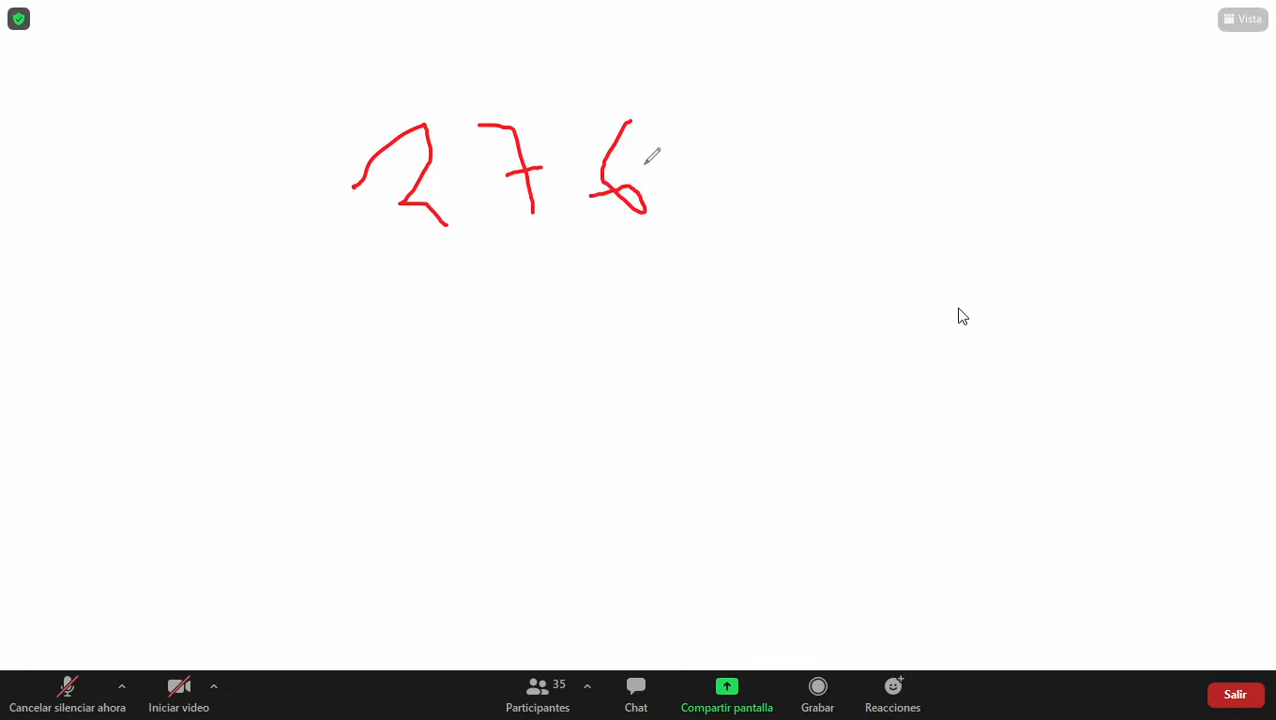 Vista
2 7 6
35
Cancelar silenciar ahora
Iniciar video
Participantes
Chat
Compartir pantalla
Grabar
Reacciones
Salir